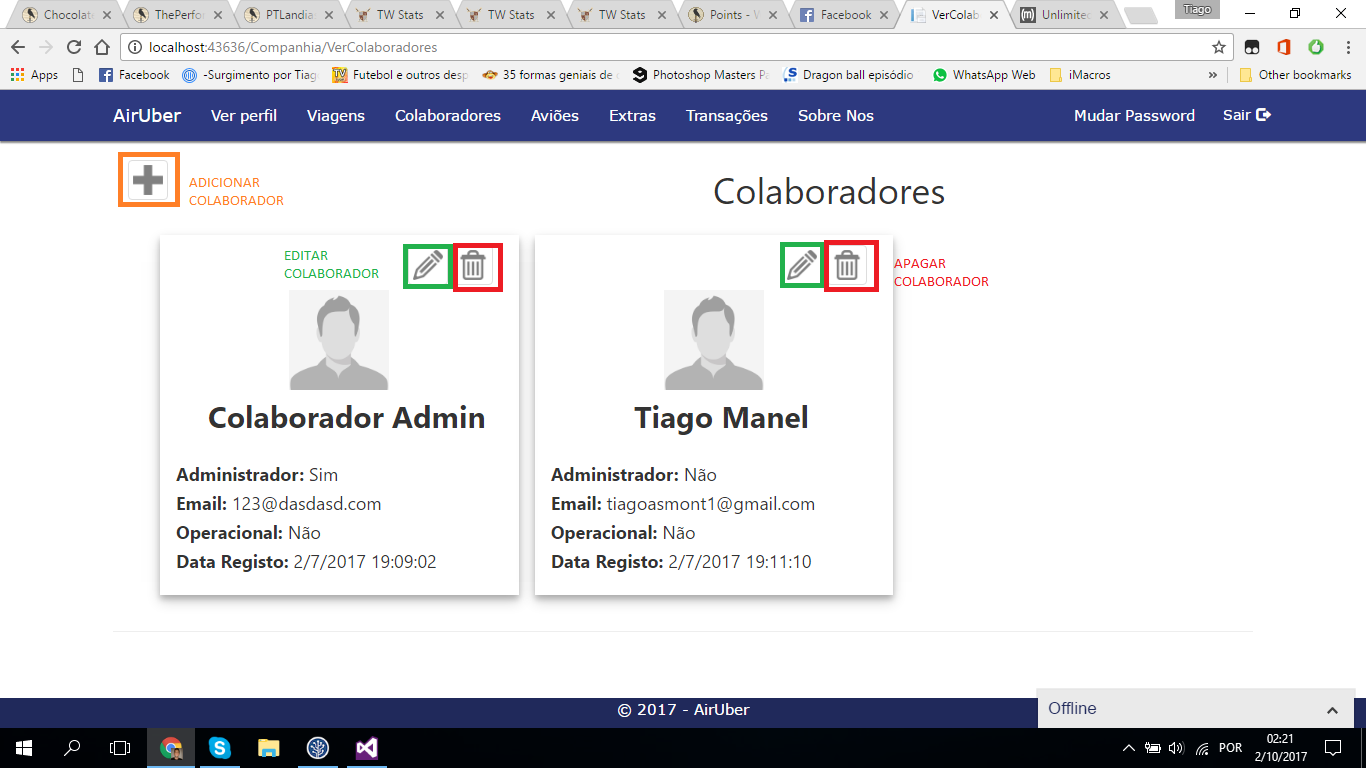 Chocolate
ThePerfo
PTLandia
TW Stats
TW Stats
TW Stats
Points - W
Facebook
VerColab
Unlimited
Tiago
localhost:43636/Companhia/VerColaboradores
Apps
Facebook
-Surgimento por Tiag
Futebol e outros desp
35 formas geniais de
Photoshop Masters P
Dragon ball episódio
WhatsApp Web
iMacros
»
Other bookmarks
AirUber Ver perfil Viagens Colaboradores Aviões Extras Transações Sobre Nos Mudar Password Sair
ADICIONAR
COLABORADOR
Colaboradores
EDITAR
COLABORADOR
APAGAR
COLABORADOR
Colaborador Admin
Administrador: Sim
Email: 123@dasdasd.com
Operacional: Não
Data Registo: 2/7/2017 19:09:02
Tiago Manel
Administrador: Não
Email: tiagoasmont1@gmail.com
Operacional: Não
Data Registo: 2/7/2017 19:11:10
© 2017 - AirUber
Offline
POR
02:21
2/10/2017